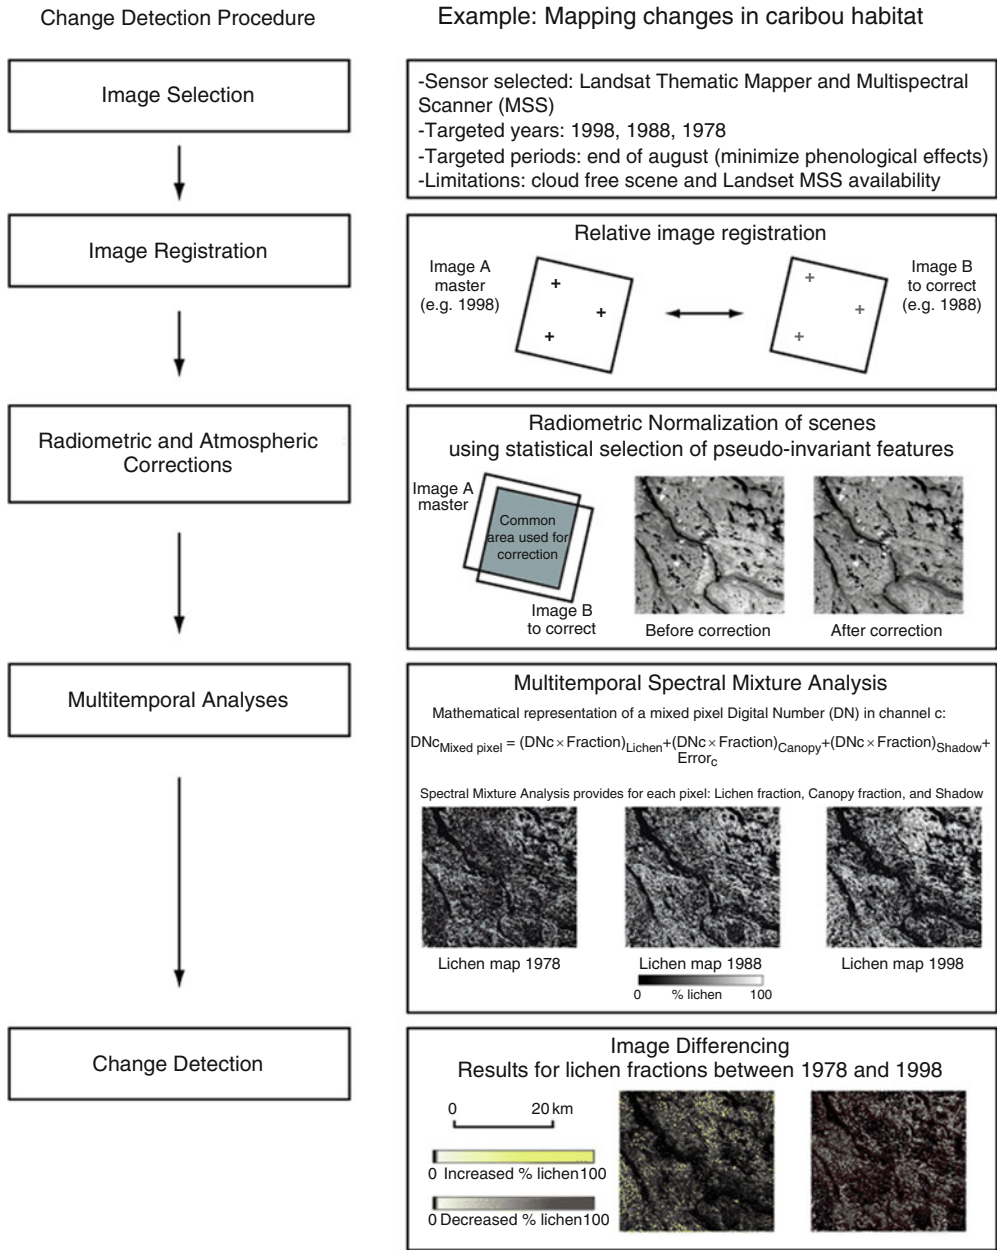 Change Detection Procedure
Example: Mapping changes in caribou habitat
Image Selection
-Sensor selected: Landsat Thematic Mapper and Multispectral
Scanner (MSS)
-Targeted years: 1998, 1988, 1978
-Targeted periods: end of august (minimize phenological effects)
-Limitations: cloud free scene and Landset MSS availability
Image Registration
Relative image registration
Image A
master
(e.g. 1998)
Image B
to correct
(e.g. 1988)
Radiometric and Atmospheric
Corrections
Radiometric Normalization of scenes
using statistical selection of pseudo-invariant features
Image A
master
Common
area used for
correction
Image B
to correct
Before correction
After correction
Multitemporal Analyses
Multitemporal Spectral Mixture Analysis
Mathematical representation of a mixed pixel Digital Number (DN) in channel c:
DNcMixed pixel = (DNc×Fraction)Lichen+(DNc×Fraction)Canopy+(DNc×Fraction)Shadow+
Errorc
Spectral Mixture Analysis provides for each pixel: Lichen fraction, Canopy fraction, and Shadow
Lichen map 1978
Lichen map 1988
Lichen map 1998
0 % lichen 100
Change Detection
Image Differencing
Results for lichen fractions between 1978 and 1998
0 20 km
0 Increased % lichen 100
0 Decreased % lichen 100